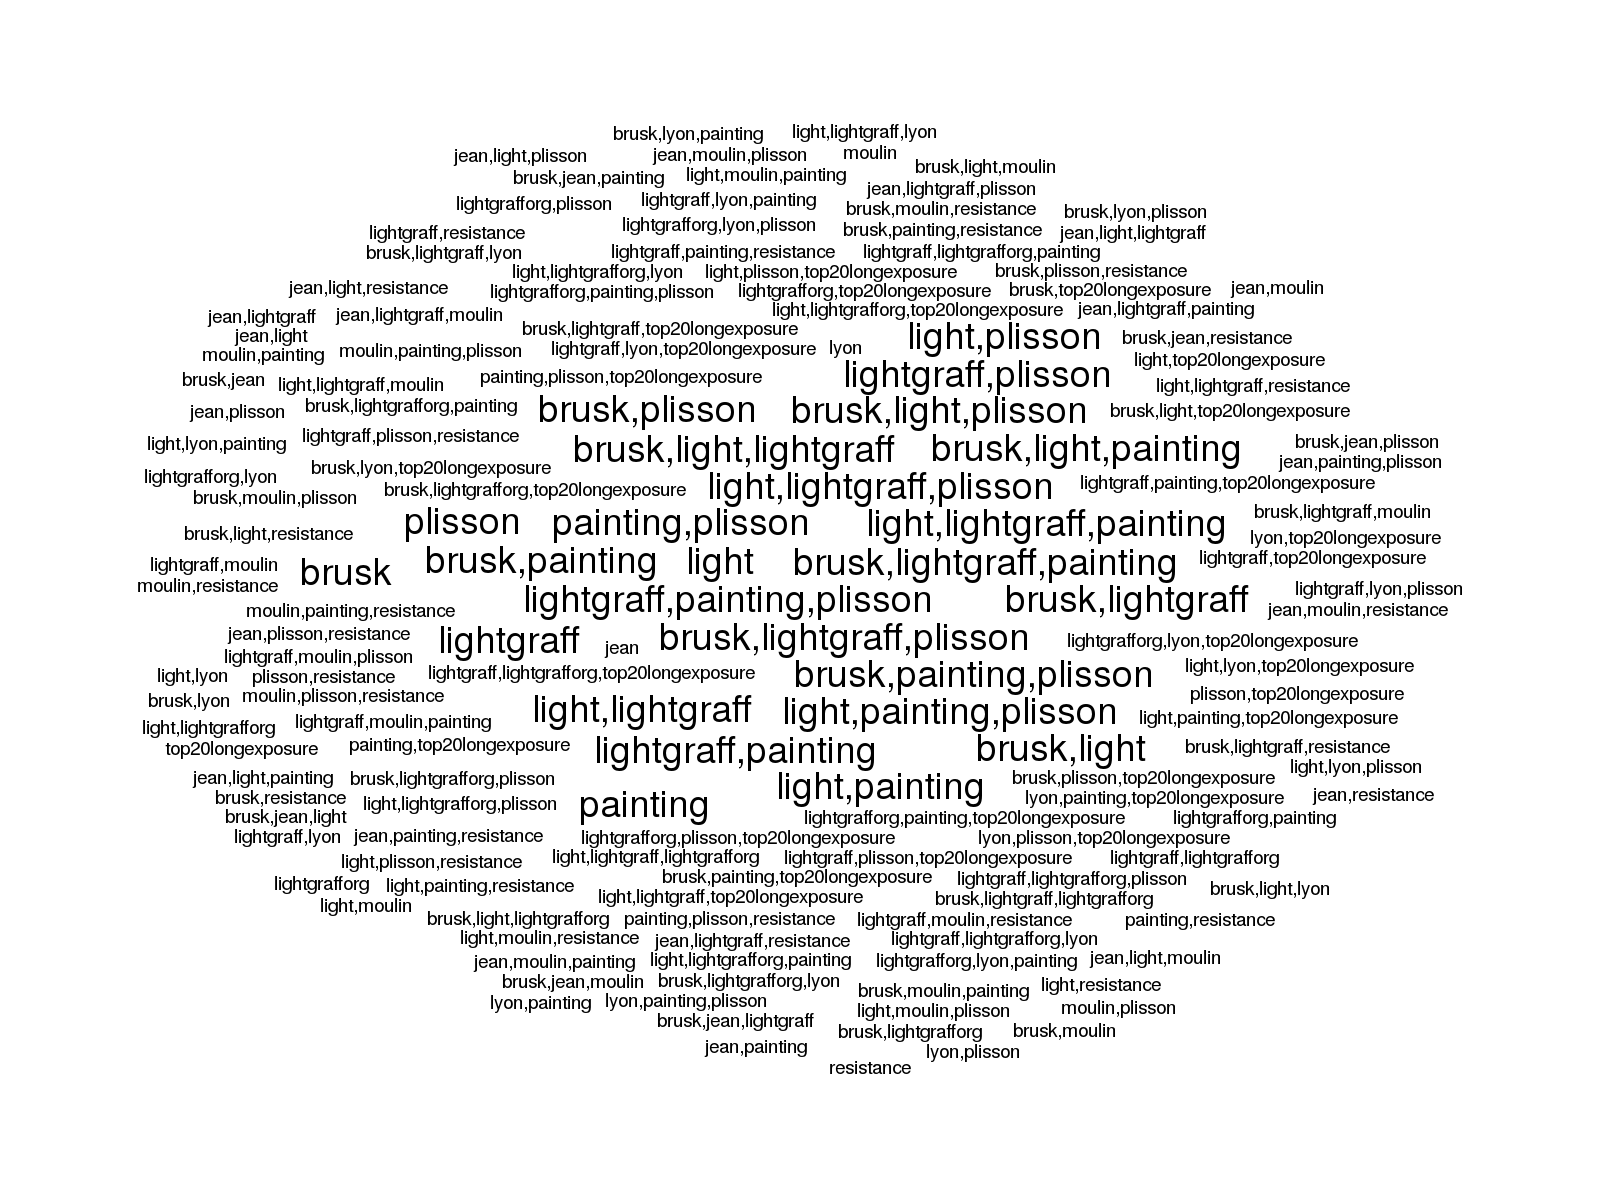 brusk,lyon,painting light,lightgraff,lyon
jean,light,plisson jean,moulin,plisson moulin
brusk,jean,painting light,moulin,painting brusk,light,moulin
jean,lightgraff,plisson
lightgrafforg,plisson lightgraff,lyon,painting brusk,moulin,resistance brusk,lyon,plisson
lightgraff,resistance lightgrafforg,lyon,plisson brusk,painting,resistance jean,light,lightgraff
brusk,lightgraff,lyon lightgraff,painting,resistance lightgraff,lightgrafforg,painting
light,lightgrafforg,lyon light,plisson,top20longexposure brusk,plisson,resistance
jean,light,resistance lightgrafforg,painting,plisson lightgrafforg,top20longexposure brusk,top20longexposure jean,moulin
jean,lightgraff jean,lightgraff,moulin light,lightgrafforg,top20longexposure jean,lightgraff,painting
jean,light brusk,lightgraff,top20longexposure light,plisson brusk,jean,resistance
moulin,painting moulin,painting,plisson lightgraff,lyon,top20longexposure lyon light,top20longexposure
brusk,jean light,lightgraff,moulin painting,plisson,top20longexposure lightgraff,plisson light,lightgraff,resistance
jean,plisson brusk,lightgrafforg,painting brusk,plisson brusk,light,plisson brusk,light,top20longexposure
light,lyon,painting lightgraff,plisson,resistance brusk,light,lightgraff brusk,light,painting brusk,jean,plisson
jean,painting,plisson
lightgrafforg,lyon brusk,lyon,top20longexposure
brusk,moulin,plisson brusk,lightgrafforg,top20longexposure light,lightgraff,plisson lightgraff,painting,top20longexposure
brusk,light,resistance plisson painting,plisson light,lightgraff,painting brusk,lightgraff,moulin
lyon,top20longexposure
lightgraff,moulin brusk,painting light brusk,lightgraff,painting lightgraff,top20longexposure
moulin,resistance brusk
moulin,painting,resistance lightgraff,painting,plisson brusk,lightgraff lightgraff,lyon,plisson
jean,moulin,resistance
jean,plisson,resistance lightgraff jean brusk,lightgraff,plisson lightgrafforg,lyon,top20longexposure
lightgraff,moulin,plisson
light,lyon plisson,resistance lightgraff,lightgrafforg,top20longexposure brusk,painting,plisson light,lyon,top20longexposure
brusk,lyon moulin,plisson,resistance plisson,top20longexposure
light,lightgrafforg lightgraff,moulin,painting light,lightgraff light,painting,plisson light,painting,top20longexposure
top20longexposure painting,top20longexposure lightgraff,painting brusk,light brusk,lightgraff,resistance
light,lyon,plisson
jean,light,painting brusk,lightgrafforg,plisson light,painting brusk,plisson,top20longexposure
brusk,resistance light,lightgrafforg,plisson painting lyon,painting,top20longexposure jean,resistance
brusk,jean,light lightgrafforg,painting,top20longexposure lightgrafforg,painting
lightgraff,lyon jean,painting,resistance lightgrafforg,plisson,top20longexposure lyon,plisson,top20longexposure
light,plisson,resistance light,lightgraff,lightgrafforg lightgraff,plisson,top20longexposure lightgraff,lightgrafforg
lightgrafforg light,painting,resistance brusk,painting,top20longexposure lightgraff,lightgrafforg,plisson brusk,light,lyon
light,moulin light,lightgraff,top20longexposure brusk,lightgraff,lightgrafforg
brusk,light,lightgrafforg painting,plisson,resistance lightgraff,moulin,resistance painting,resistance
light,moulin,resistance jean,lightgraff,resistance lightgraff,lightgrafforg,lyon
jean,moulin,painting light,lightgrafforg,painting lightgrafforg,lyon,painting jean,light,moulin
brusk,jean,moulin brusk,lightgrafforg,lyon brusk,moulin,painting light,resistance
lyon,painting lyon,painting,plisson light,moulin,plisson moulin,plisson
brusk,jean,lightgraff brusk,lightgrafforg brusk,moulin
jean,painting lyon,plisson
resistance